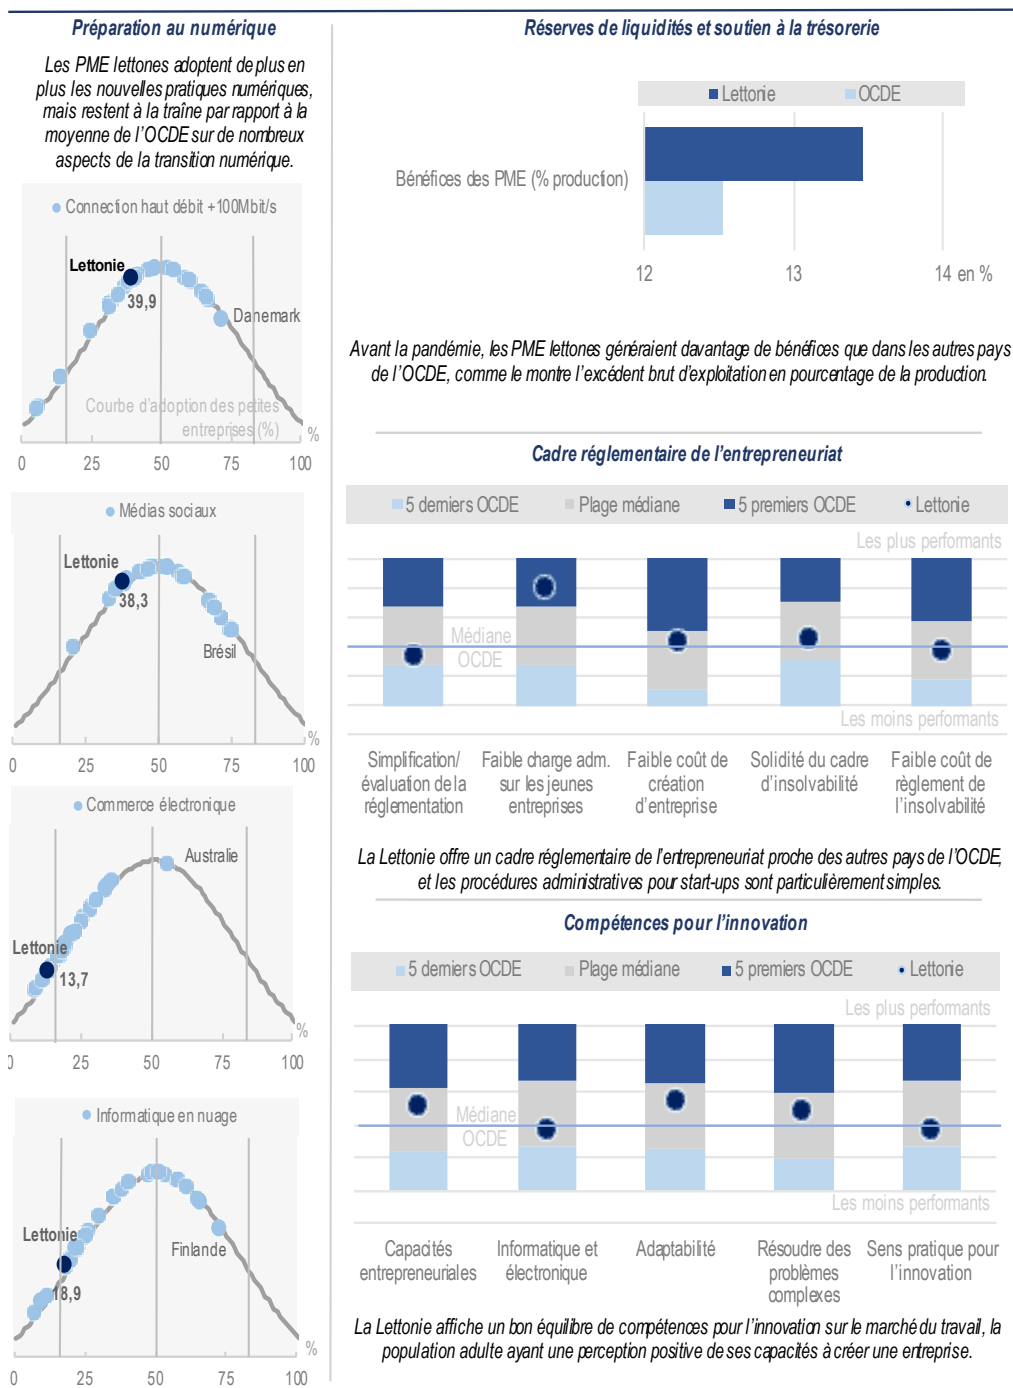 Préparation au numérique
Les PME lettones adoptent de plus en
plus les nouvelles pratiques numériques,
mais restent à la traîne par rapport à la
moyenne de l'OCDE sur de nombreux
aspects de la transition numérique.
Connection haut débit +100Mbit/s
Lettonie
39,9
Danemark
Courbe d'adoption des petites
entreprises (%)
%
0 25 50 75 100
Médias sociaux
Lettonie
38,3
Brésil
%
0 25 50 75 100
Commerce électronique
Australie
Lettonie
13,7
%
0 25 50 75 100
Informatique en nuage
Lettonie
Finlande
18,9
%
0 25 50 75 100
Réserves de liquidités et soutien à la trésorerie
Lettonie OCDE
Bénéfices des PME (% production)
12 13 14 en %
Avant la pandémie, les PME lettones généraient davantage de bénéfices que dans les autres pays
de l'OCDE, comme le montre l'excédent brut d'exploitation en pourcentage de la production.
Cadre réglementaire de l'entrepreneuriat
5 derniers OCDE Plage médiane 5 premiers OCDE Lettonie
Les plus performants
Médiane
OCDE
Les moins performants
Simplification/ Faible charge adm. Faible coût de Solidité du cadre Faible coût de
évaluation de la sur les jeunes création d'insolvabilité règlement de
réglementation entreprises d'entreprise l'insolvabilité
La Lettonie offre un cadre réglementaire de l'entrepreneuriat proche des autres pays de l'OCDE,
et les procédures administratives pour start-ups sont particulièrement simples.
Compétences pour l'innovation
5 derniers OCDE Plage médiane 5 premiers OCDE Lettonie
Les plus performants
Médiane
OCDE
Les moins performants
Capacités Informatique et Adaptabilité Résoudre des Sens pratique pour
entrepreneuriales électronique problèmes l'innovation
complexes
La Lettonie affiche un bon équilibre de compétences pour l'innovation sur le marché du travail, la
population adulte ayant une perception positive de ses capacités à créer une entreprise.